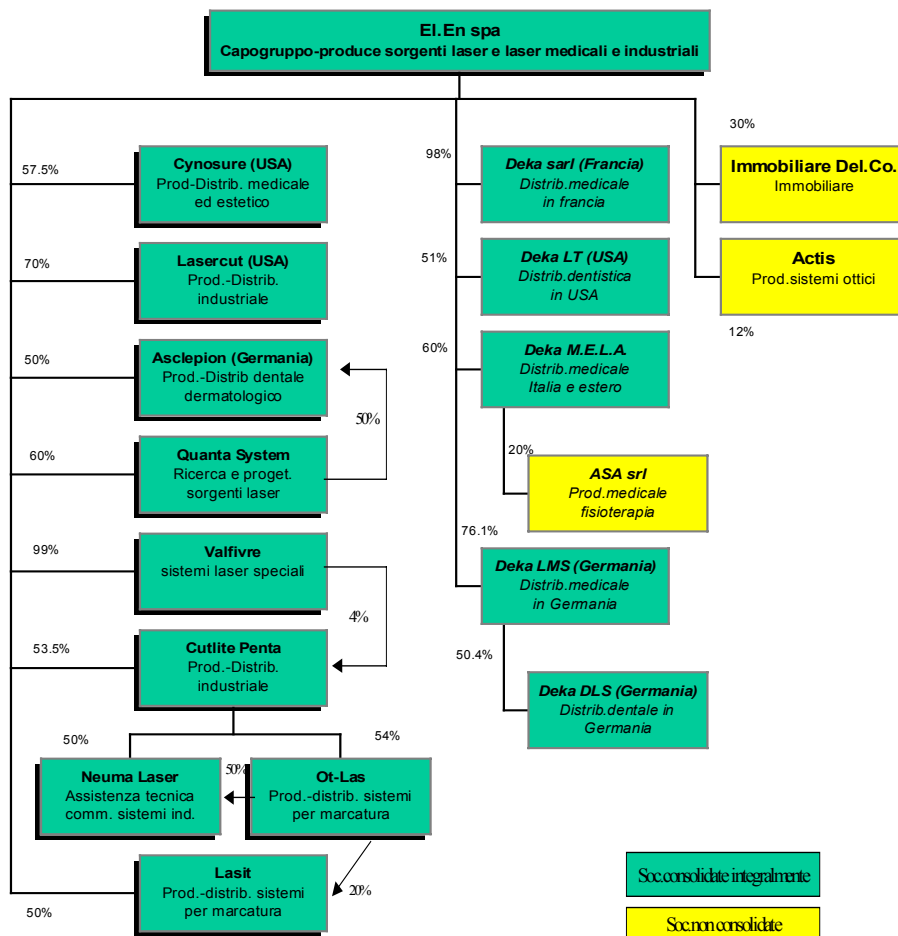 El.En spa
Capogruppo-produce sorgenti laser e laser medicali e industriali
57.5%
Cynosure (USA)
Prod-Distrib. medicale
ed estetico
70%
Lasercut (USA)
Prod.-Distrib.
industriale
50%
Asclepion (Germania)
Prod.-Distrib dentale
dermatologico
50%
60%
Quanta System
Ricerca e proget.
sorgenti laser
99%
Valfivre
sistemi laser speciali
4%
53.5%
Cutlite Penta
Prod.-Distrib.
industriale
50%
54%
Neuma Laser
Assistenza tecnica
comm. sistemi ind.
50%
Ot-Las
Prod.-distrib. sistemi
per marcatura
20%
50%
Lasit
Prod.-distrib. sistemi
per marcatura
98%
Deka sarl (Francia)
Distrib.medicale
in francia
51%
Deka LT (USA)
Distrib.dentistica
in USA
60%
Deka M.E.L.A.
Distrib.medicale
Italia e estero
20%
ASA srl
Prod.medicale
fisioterapia
76.1%
Deka LMS (Germania)
Distrib.medicale
in Germania
50.4%
Deka DLS (Germania)
Distrib.dentale in
Germania
30%
Immobiliare Del.Co.
Immobiliare
Actis
Prod.sistemi ottici
12%
Soc.consolidate integralmente
Soc.non consolidate